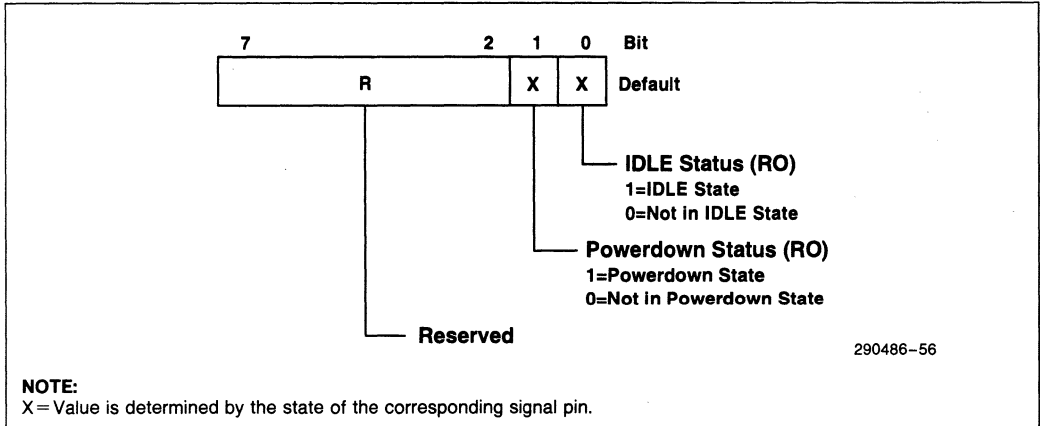 7 2 1 0 Bit
R X X Default
IDLE Status (RO)
1=IDLE State
0=Not in IDLE State
Powerdown Status (RO)
1=Powerdown State
0=Not in Powerdown State
Reserved
290486-56
NOTE:
X=Value is determined by the state of the corresponding signal pin.